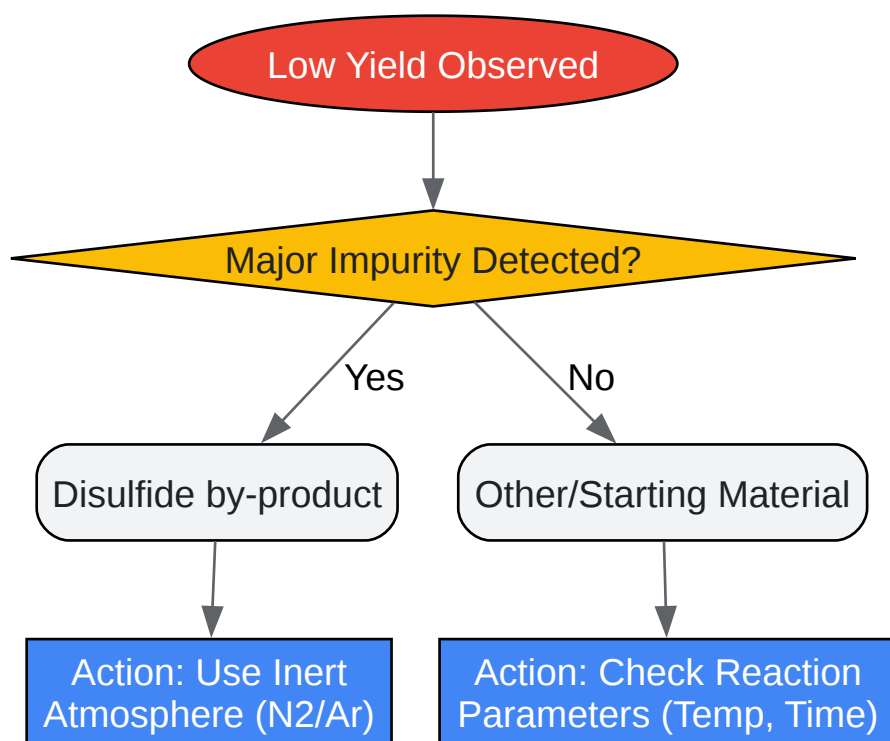 Low Yield Observed
Major Impurity Detected?
Yes
No
Disulfide by-product
Other/Starting Material
Action: Use Inert
Atmosphere (N2/Ar)
Action: Check Reaction
Parameters (Temp, Time)